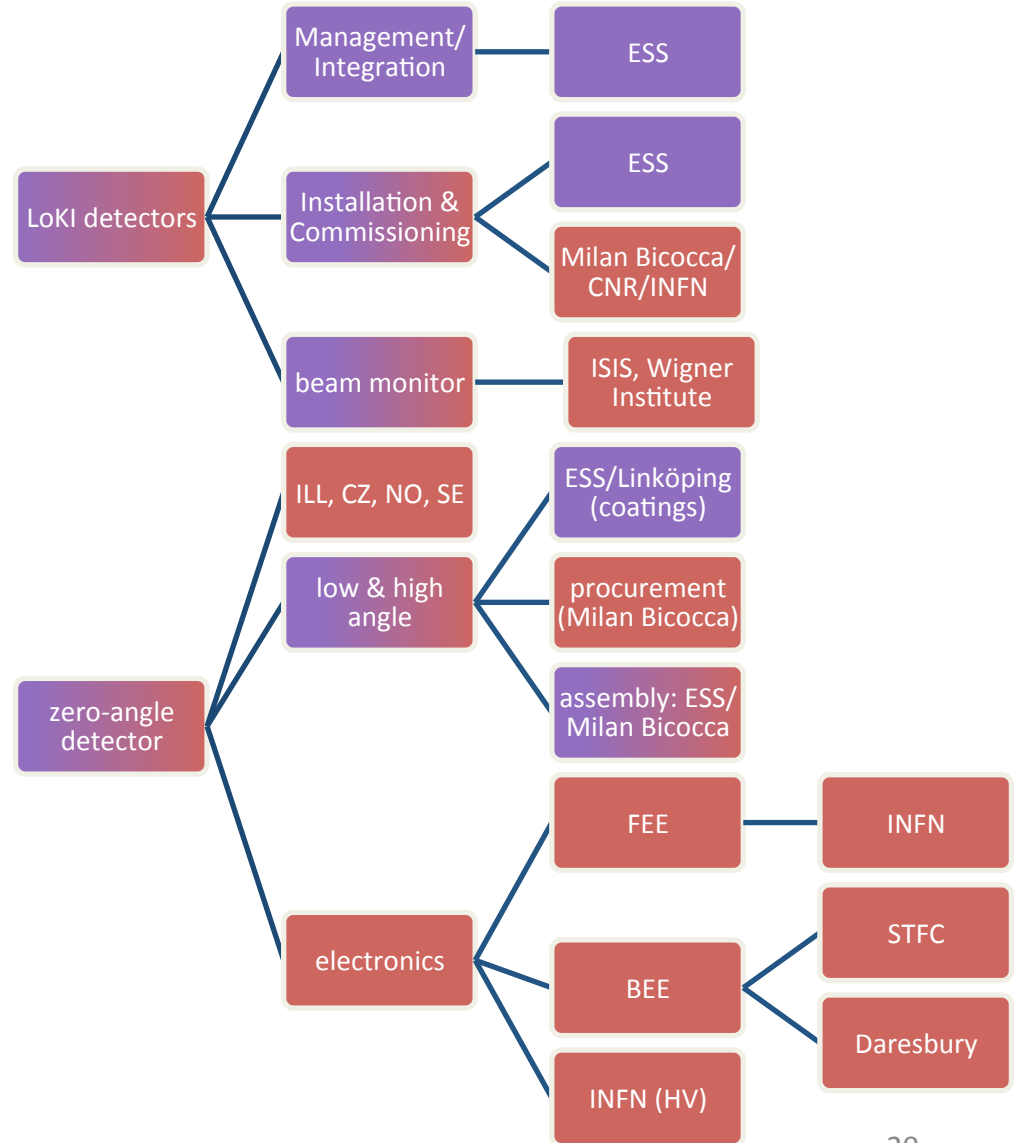 Management/
Integration
ESS
ESS
LoKI detectors
Installation &
Commissioning
Milan Bicocca/
CNR/INFN
beam monitor
ISIS, Wigner
Institute
ILL, CZ, NO, SE
ESS/Linköping
(coatings)
low & high
angle
procurement
(Milan Bicocca)
zero-angle
detector
assembly: ESS/
Milan Bicocca
FEE
INFN
electronics
STFC
BEE
Daresbury
INFN (HV)